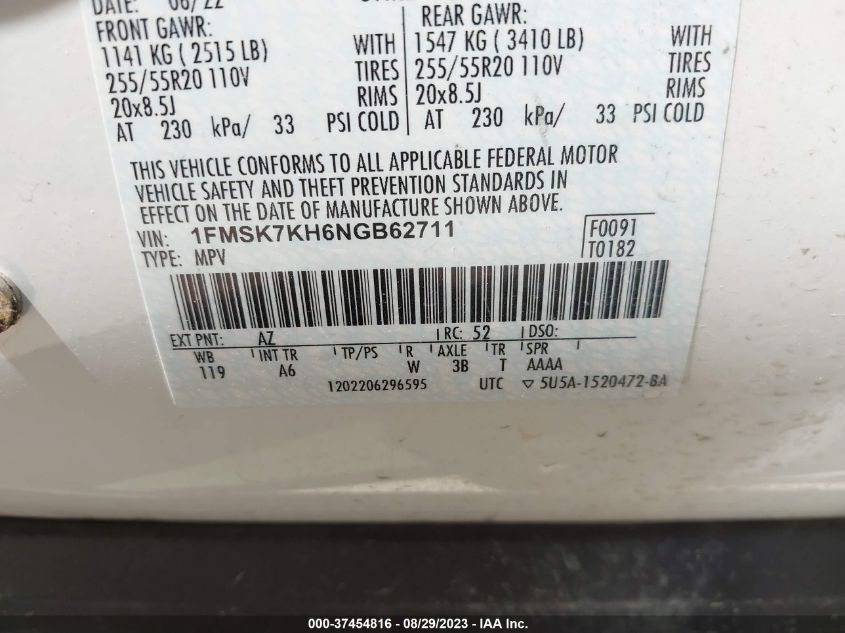 DATE: 06/22
FRONT GAWR:
1141 KG ( 2515 LB) WITH
255/55R20 110V TIRES
20x8.5J RIMS
AT 230 kPa/ 33 PSI COLD
REAR GAWR:
1547 KG ( 3410 LB) WITH
255/55R20 110V TIRES
20x8.5J RIMS
AT 230 kPa/ 33 PSI COLD
THIS VEHICLE CONFORMS TO ALL APPLICABLE FEDERAL MOTOR
VEHICLE SAFETY AND THEFT PREVENTION STANDARDS IN
EFFECT ON THE DATE OF MANUFACTURE SHOWN ABOVE.
VIN: 1FMSK7KH6NGB62711
TYPE: MPV
F0091
T0182
EXT PNT: AZ RC: 52 DSO:
WB INT TR TP/PS R AXLE TR SPR
119 A6 W 3B T AAAA
1202206296595 UTC ▽ 5U5A-1520472-BA
000-37454816 - 08/29/2023 - IAA Inc.